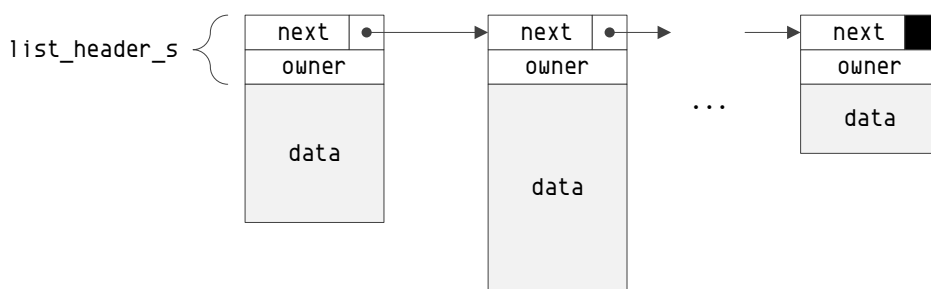 next
next
next
list_header_s
owner
owner
owner
...
data
data
data